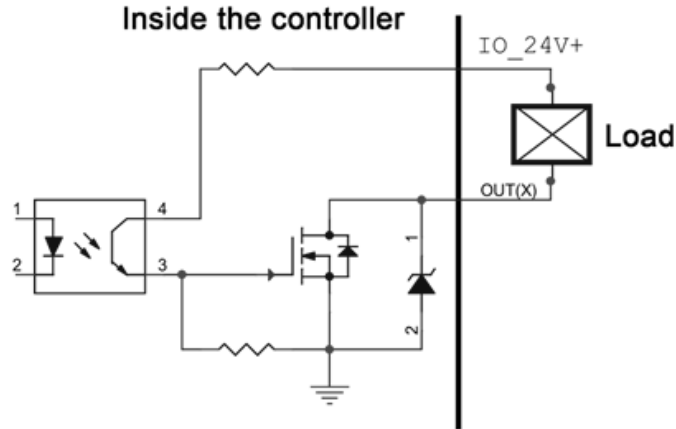 Inside the controller
IO_24V+
Load
OUT(X)
1
4
2
3
1
2